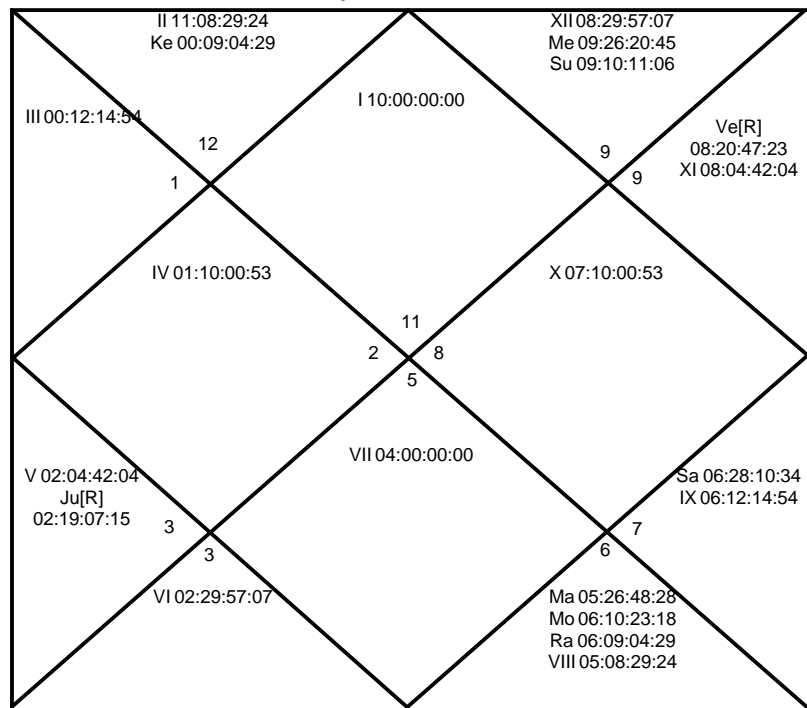 II 11:08:29:24
Ke 00:09:04:29
XII 08:29:57:07
Me 09:26:20:45
Su 09:10:11:06
I 10:00:00:00
III 00:12:14:54
Ve[R]
08:20:47:23
XI 08:04:42:04
12
9
1
9
IV 01:10:00:53
X 07:10:00:53
11
2
8
5
VII 04:00:00:00
V 02:04:42:04
Ju[R]
02:19:07:15
Sa 06:28:10:34
IX 06:12:14:54
3
7
3
6
VI 02:29:57:07
Ma 05:26:48:28
Mo 06:10:23:18
Ra 06:09:04:29
VIII 05:08:29:24